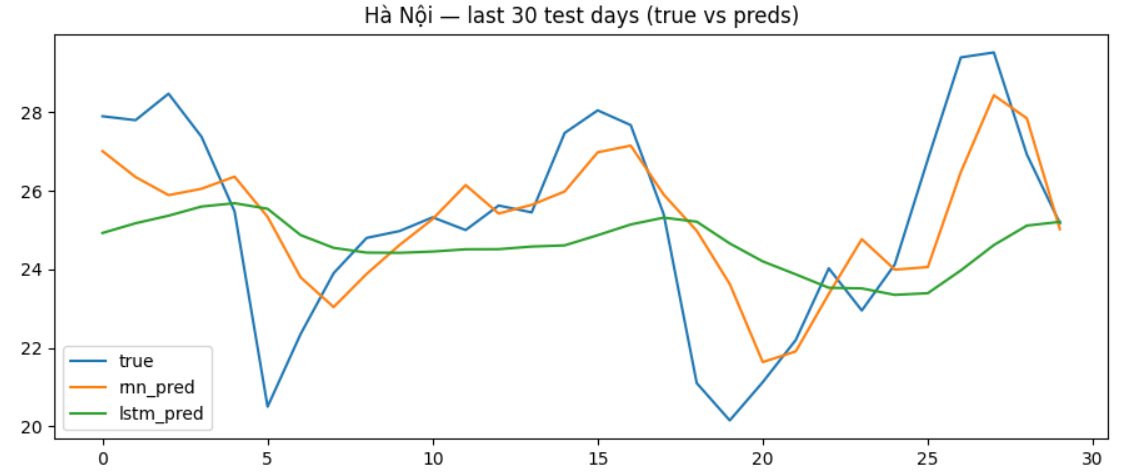 Hà Nội — last 30 test days (true vs preds)
28
26
24
22
20
true
rnn_pred
lstm_pred
0 5 10 15 20 25 30